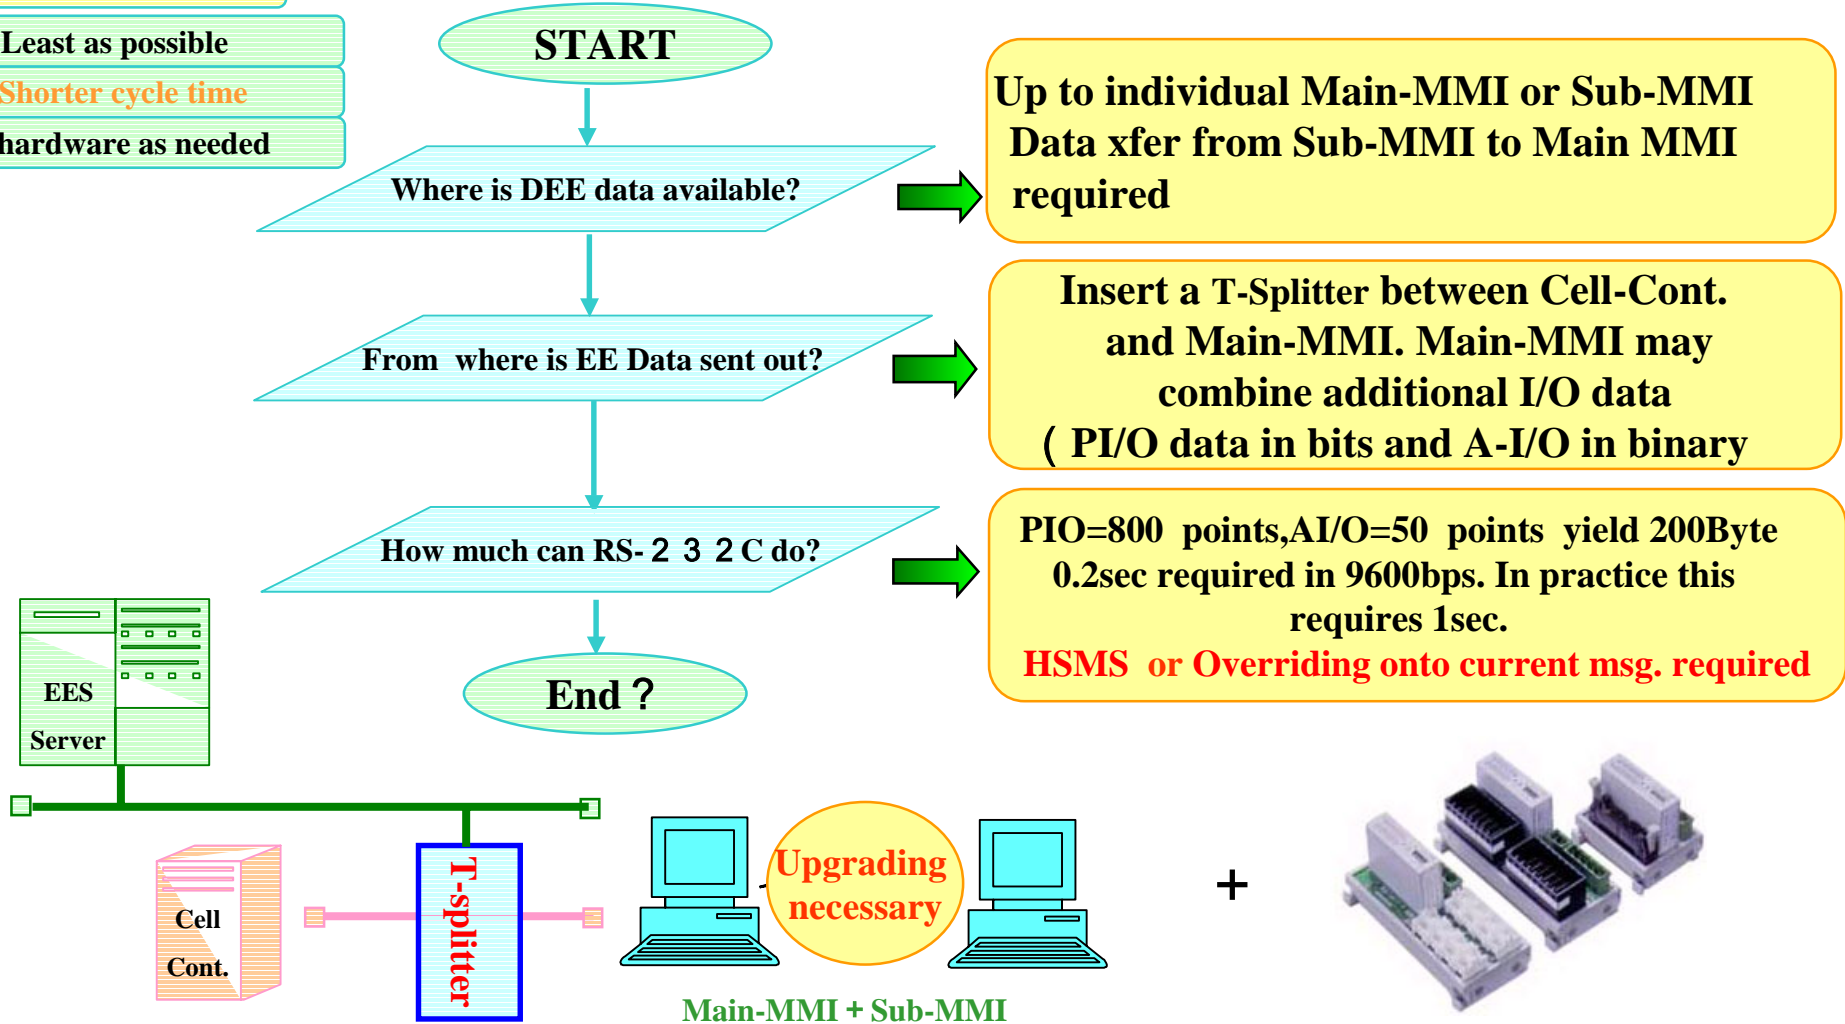 Least as possible
Shorter cycle time
hardware as needed
START
Where is DEE data available?
Up to individual Main-MMI or Sub-MMI
Data xfer from Sub-MMI to Main MMI
required
From where is EE Data sent out?
Insert a T-Splitter between Cell-Cont.
and Main-MMI. Main-MMI may
combine additional I/O data
( PI/O data in bits and A-I/O in binary
How much can RS-２３２C do?
PIO=800 points,AI/O=50 points yield 200Byte
0.2sec required in 9600bps. In practice this
requires 1sec.
HSMS or Overriding onto current msg. required
End？
EES
Server
Cell
Cont.
T-splitter
Upgrading
necessary
+
Main-MMI＋Sub-MMI